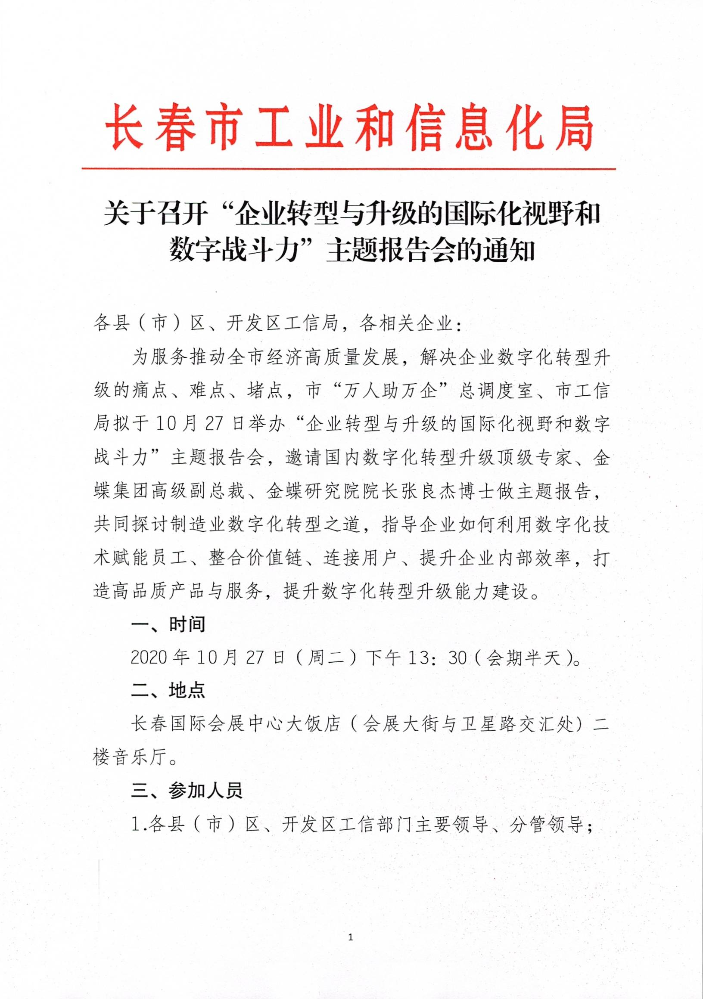 长春市工业和信息化局
关于召开“企业转型与升级的国际化视野和
数字战斗力”主题报告会的通知
各县（市）区、开发区工信局，各相关企业：
为服务推动全市经济高质量发展，解决企业数字化转型升
级的痛点、难点、堵点，市“万人助万企”总调度室、市工信
局拟于10月27日举办“企业转型与升级的国际化视野和数字
战斗力”主题报告会，邀请国内数字化转型升级顶级专家、金
蝶集团高级副总裁、金蝶研究院院长张良杰博士做主题报告，
共同探讨制造业数字化转型之道，指导企业如何利用数字化技
术赋能员工、整合价值链、连接用户、提升企业内部效率，打
造高品质产品与服务，提升数字化转型升级能力建设。
一、时间
2020年10月27日（周二）下午13：30（会期半天）。
二、地点
长春国际会展中心大饭店（会展大街与卫星路交汇处）二
楼音乐厅。
三、参加人员
1.各县（市）区、开发区工信部门主要领导、分管领导；
1